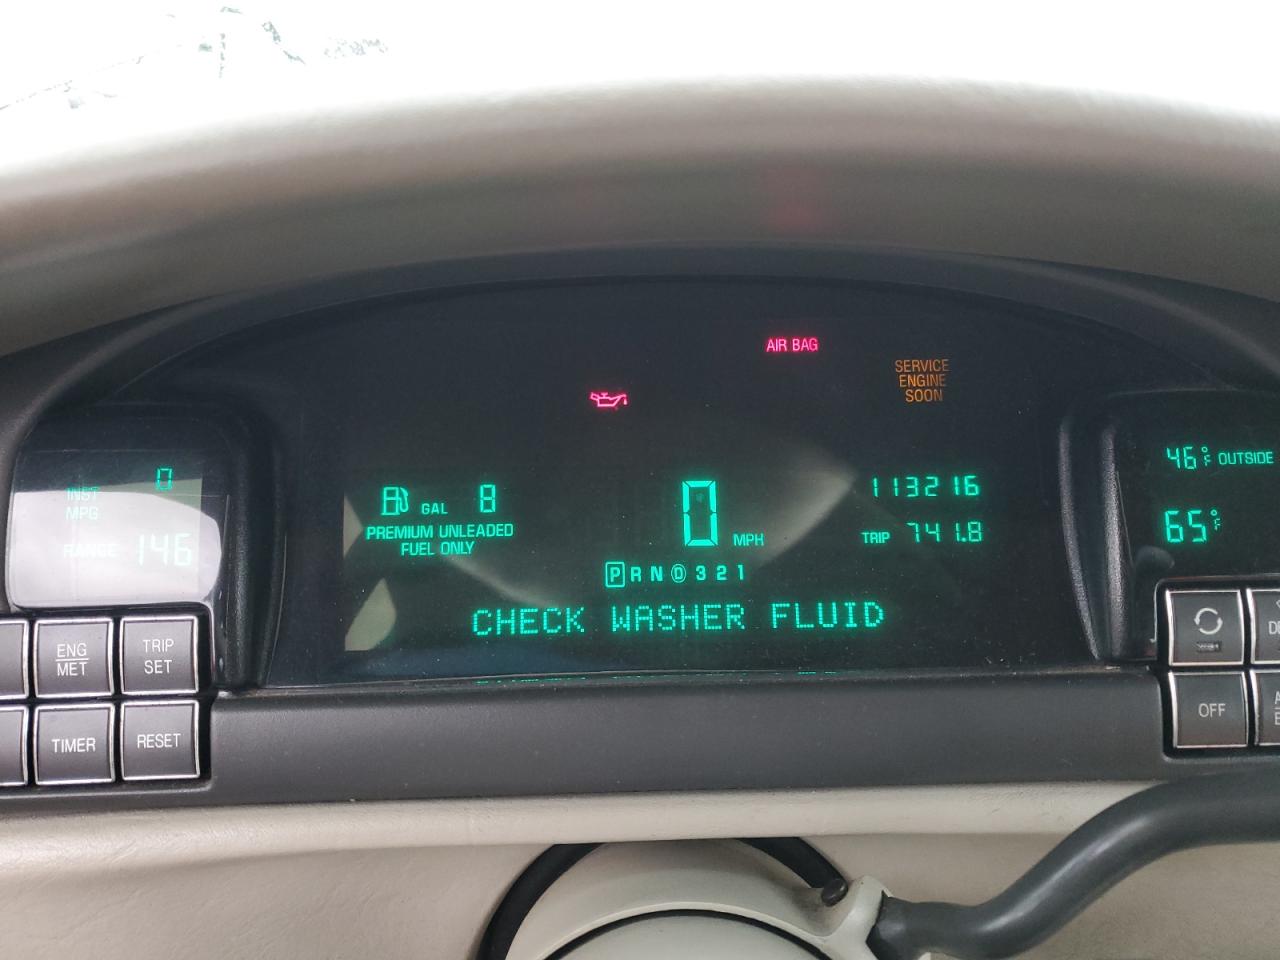 AIR BAG
SERVICE
ENGINE
SOON
0
INST
MPG
RANGE 146
GAL 8
PREMIUM UNLEADED
FUEL ONLY
0 MPH
113216
TRIP 741.8
P R N D 3 2 1
CHECK WASHER FLUID
46°F OUTSIDE
65°F
ENG
MET
TRIP
SET
TIMER
RESET
OFF